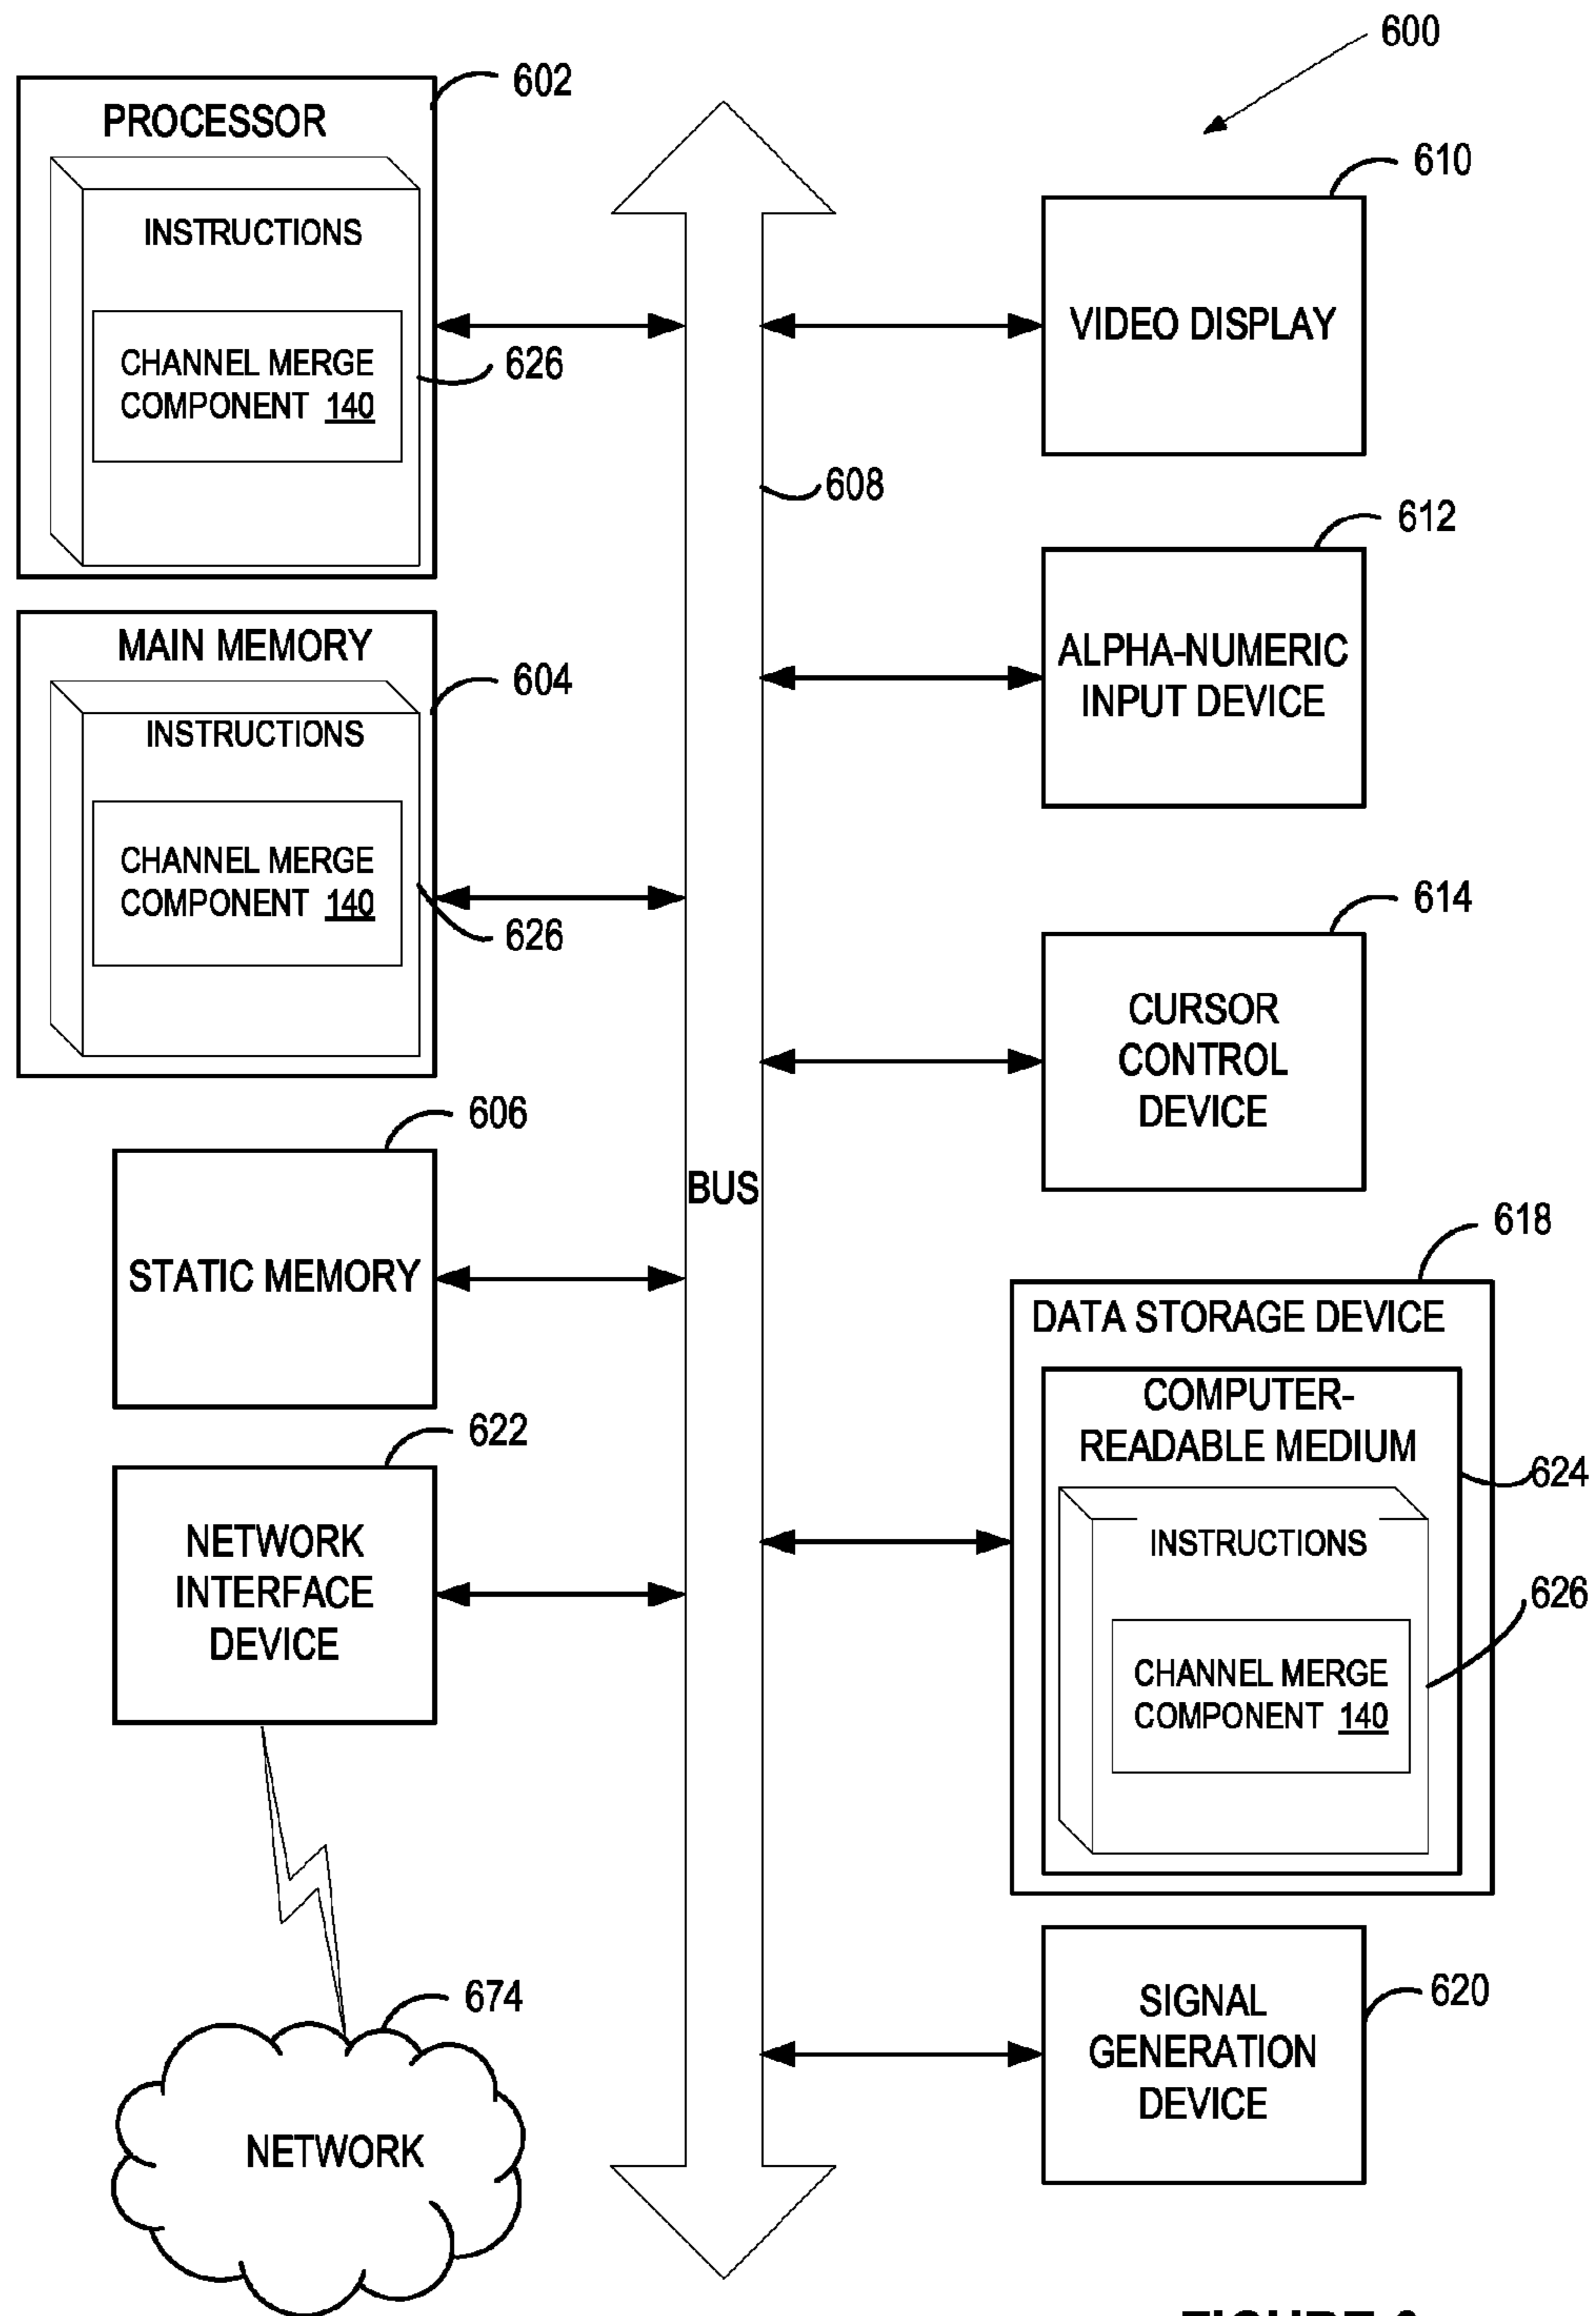 600
602
PROCESSOR
INSTRUCTIONS
CHANNEL MERGE
COMPONENT 140
626
MAIN MEMORY
604
INSTRUCTIONS
CHANNEL MERGE
COMPONENT 140
626
606
STATIC MEMORY
622
NETWORK
INTERFACE
DEVICE
674
NETWORK
608
BUS
610
VIDEO DISPLAY
612
ALPHA-NUMERIC
INPUT DEVICE
614
CURSOR
CONTROL
DEVICE
618
DATA STORAGE DEVICE
COMPUTER-
READABLE MEDIUM
624
INSTRUCTIONS
626
CHANNEL MERGE
COMPONENT 140
620
SIGNAL
GENERATION
DEVICE